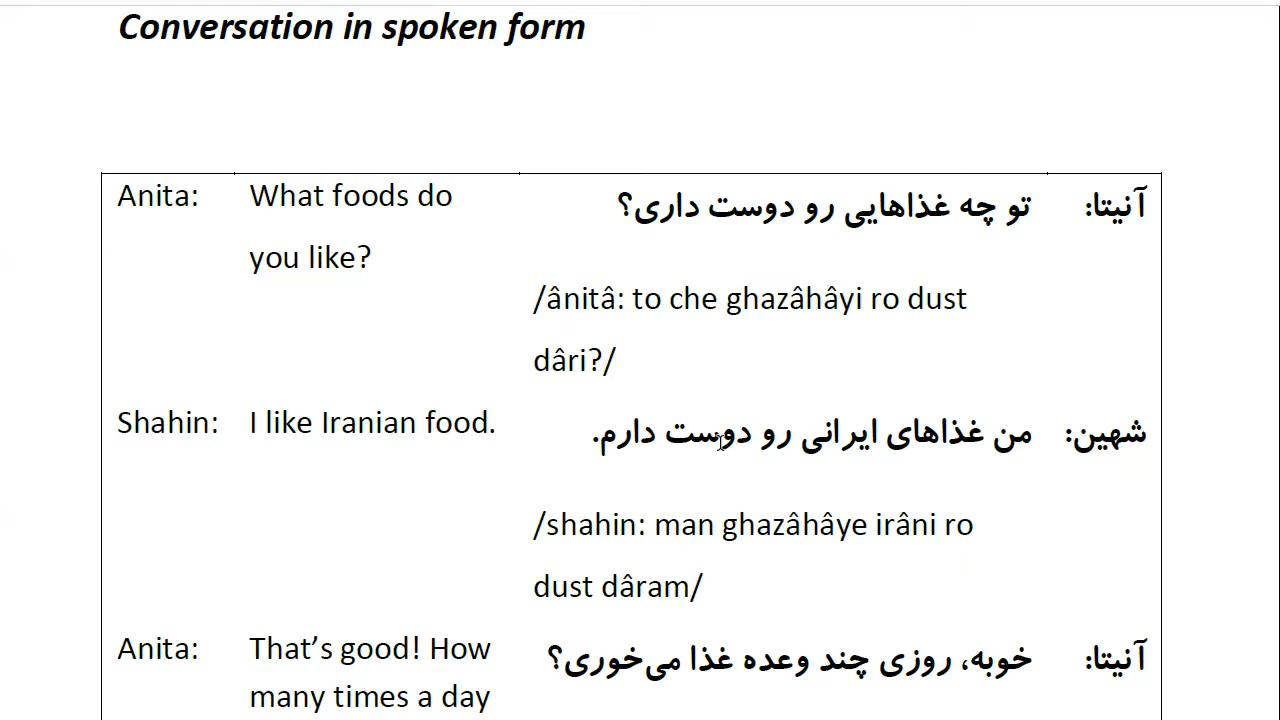 Conversation in spoken form
Anita: What foods do تو چه غذاهایی رو دوست داری؟ آنیتا:
you like?
/ânitâ: to che ghazâhâyi ro dust
dâri?/
Shahin: I like Iranian food. من غذاهای ایرانی رو دوست دارم. شهین:
/shahin: man ghazâhâye irâni ro
dust dâram/
Anita: That’s good! How خوبه، روزی چند وعده غذا می‌خوری؟ آنیتا:
many times a day